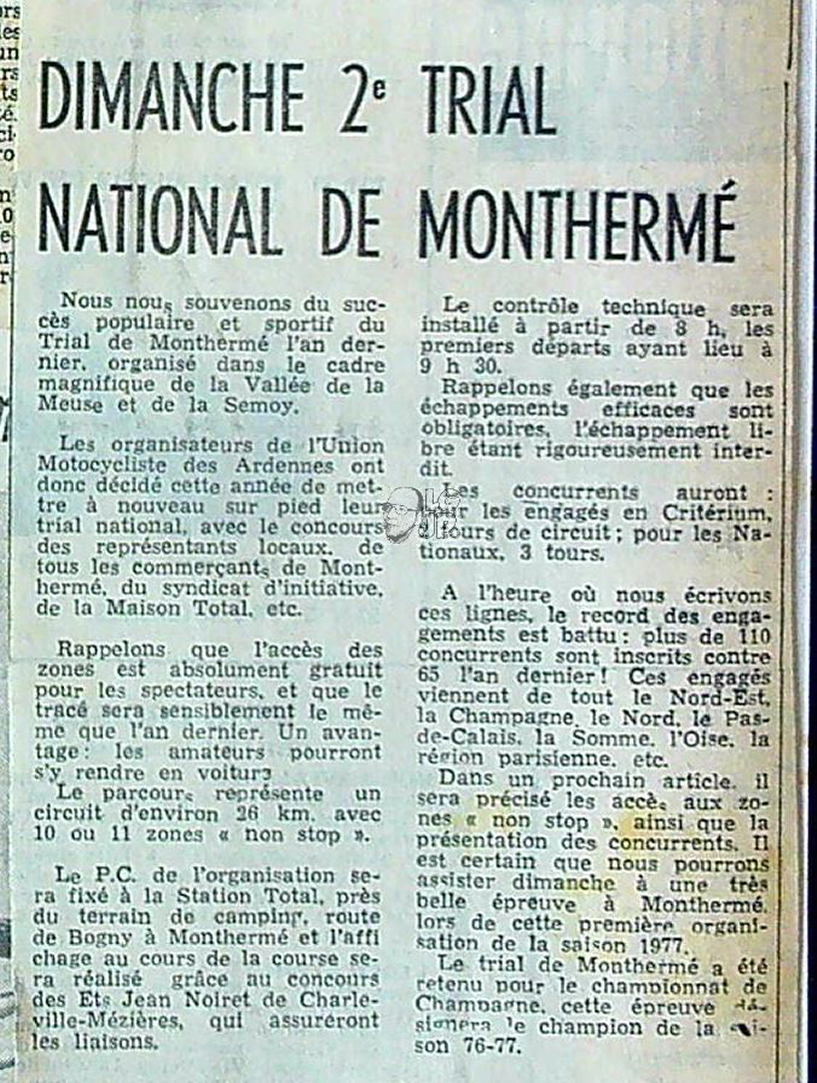 DIMANCHE 2e TRIAL
NATIONAL DE MONTHERMÉ
Nous nous souvenons du suc-
cès populaire et sportif du
Trial de Monthermé l'an der-
nier, organisé dans le cadre
magnifique de la Vallée de la
Meuse et de la Semoy.
Les organisateurs de l'Union
Motocycliste des Ardennes ont
donc décidé cette année de met-
tre à nouveau sur pied leur
trial national, avec le concours
des représentants locaux, de
tous les commerçants de Mont-
hermé, du syndicat d'initiative,
de la Maison Total, etc.
Rappelons que l'accès des
zones est absolument gratuit
pour les spectateurs, et que le
tracé sera sensiblement le mê-
me que l'an dernier. Un avan-
tage : les amateurs pourront
s'y rendre en voiture
Le parcours représente un
circuit d'environ 26 km. avec
10 ou 11 zones « non stop ».
Le P.C. de l'organisation se-
ra fixé à la Station Total, près
du terrain de camping, route
de Bogny à Monthermé et l'affi
chage au cours de la course se-
ra réalisé grâce au concours
des Ets Jean Noiret de Charle-
ville-Mézières, qui assureront
les liaisons.
Le contrôle technique sera
installé à partir de 8 h, les
premiers départs ayant lieu à
9 h 30.
Rappelons également que les
échappements efficaces sont
obligatoires, l'échappement li-
bre étant rigoureusement inter-
dit.
Les concurrents auront :
pour les engagés en Critérium,
tours de circuit ; pour les Na-
tionaux, 3 tours.
A l'heure où nous écrivons
ces lignes, le record des enga-
gements est battu : plus de 110
concurrents sont inscrits contre
65 l'an dernier ! Ces engagés
viennent de tout le Nord-Est,
la Champagne, le Nord, le Pas-
de-Calais, la Somme, l'Oise, la
région parisienne, etc.
Dans un prochain article, il
sera précisé les accès aux zo-
nes « non stop », ainsi que la
présentation des concurrents. Il
est certain que nous pourrons
assister dimanche à une très
belle épreuve à Monthermé,
lors de cette première organi-
sation de la saison 1977.
Le trial de Monthermé a été
retenu pour le championnat de
Champagne, cette épreuve dé-
signera le champion de la sai-
son 76-77.